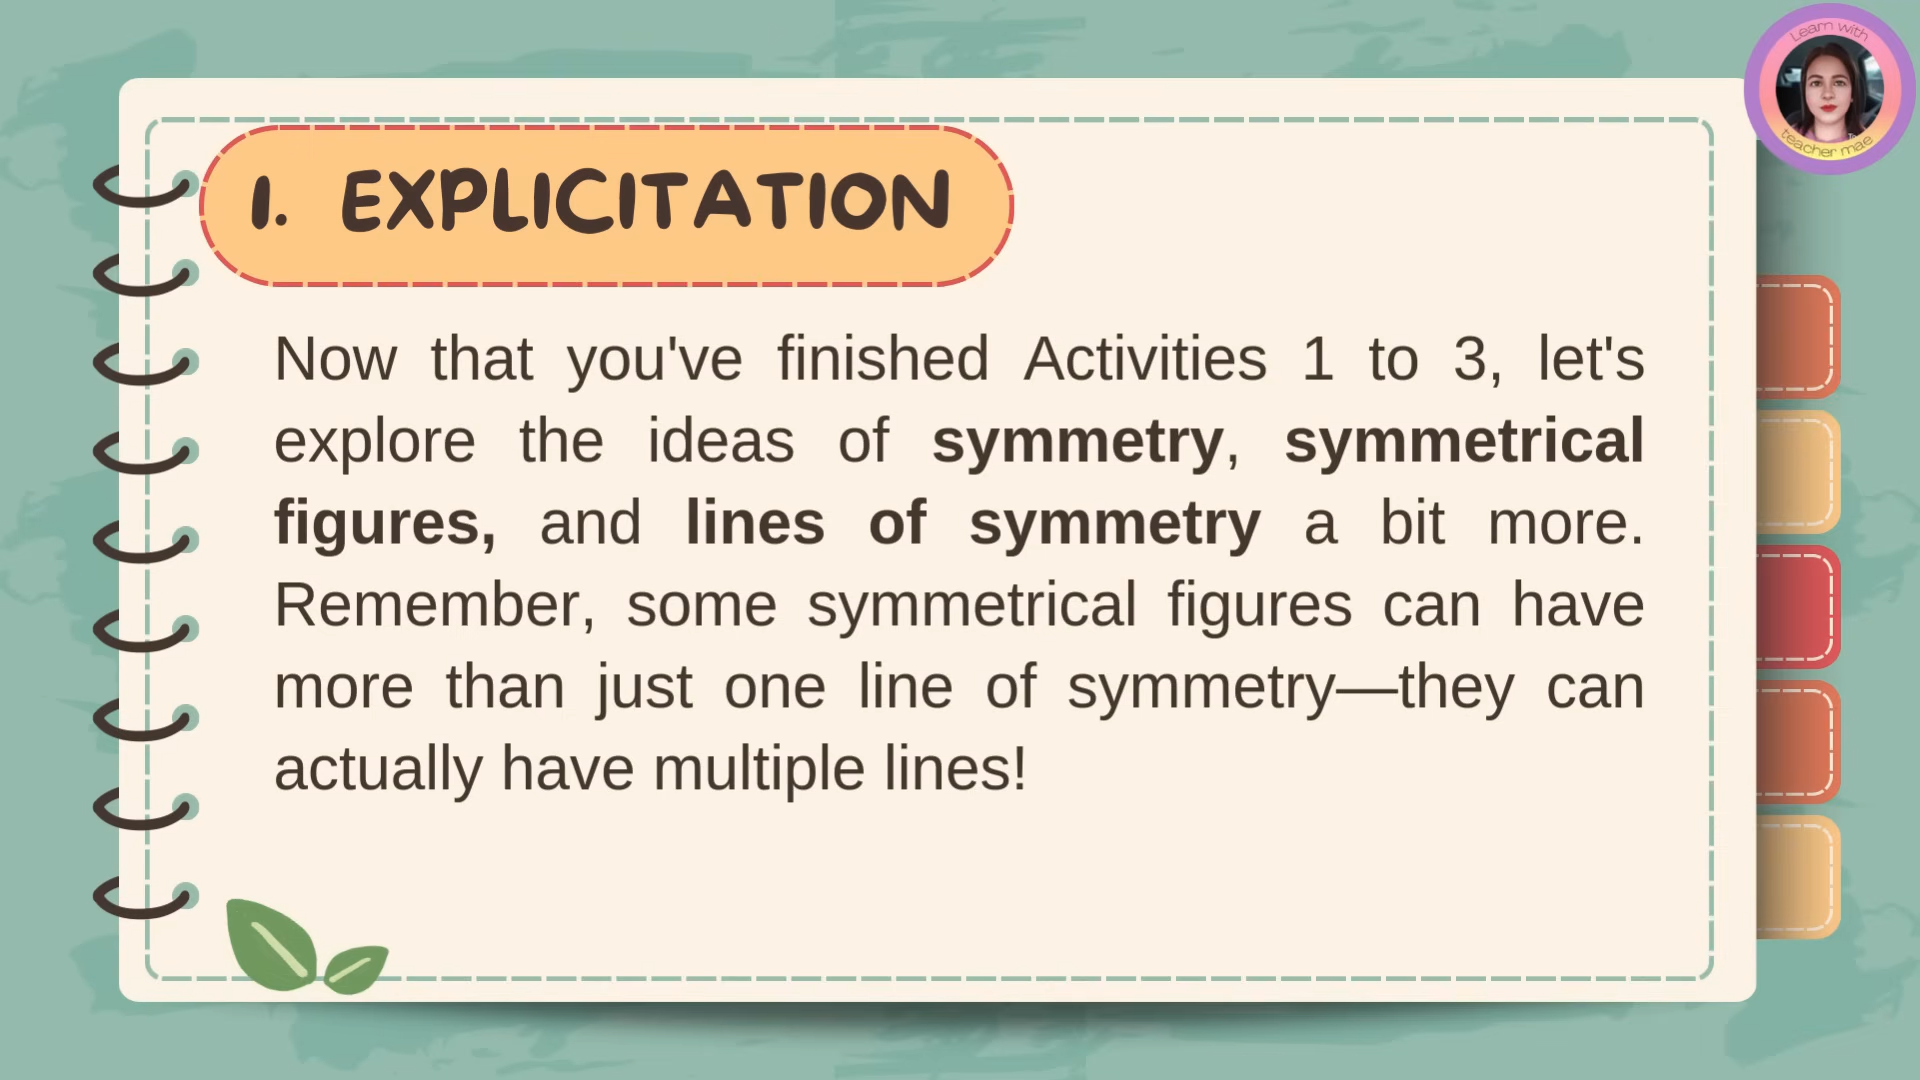 Learn with
teacher mae
1. EXPLICITATION
Now that you've finished Activities 1 to 3, let's
explore the ideas of symmetry, symmetrical
figures, and lines of symmetry a bit more.
Remember, some symmetrical figures can have
more than just one line of symmetry—they can
actually have multiple lines!